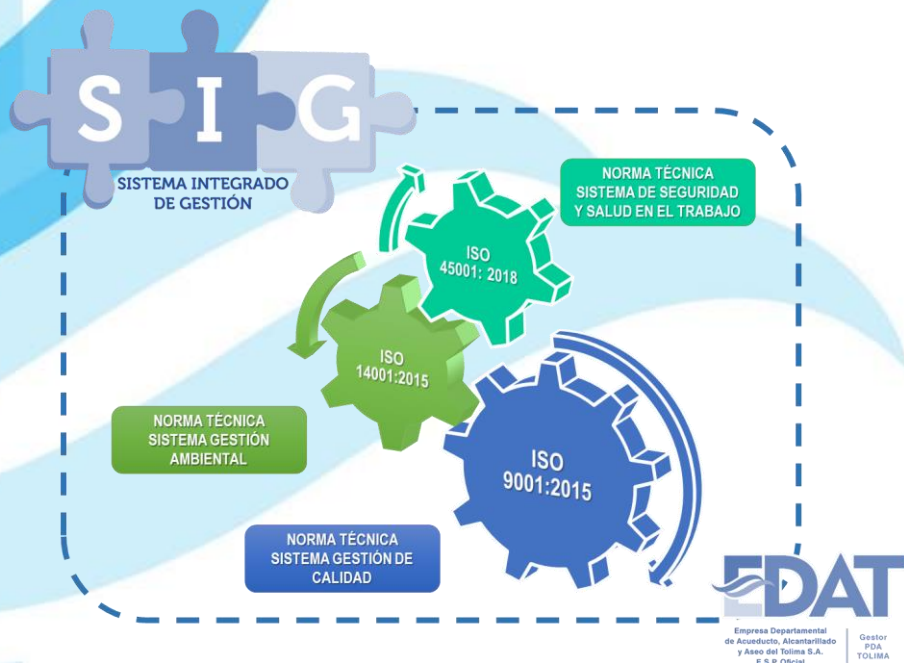 S I G
SISTEMA INTEGRADO
DE GESTIÓN
NORMA TÉCNICA
SISTEMA DE SEGURIDAD
Y SALUD EN EL TRABAJO
ISO
45001: 2018
ISO
14001:2015
NORMA TÉCNICA
SISTEMA GESTIÓN
AMBIENTAL
ISO
9001:2015
NORMA TÉCNICA
SISTEMA GESTIÓN DE
CALIDAD
EDAT
Empresa Departamental
de Acueducto, Alcantarillado
y Aseo del Tolima S.A.
E.S.P. Oficial
Gestor
PDA
TOLIMA